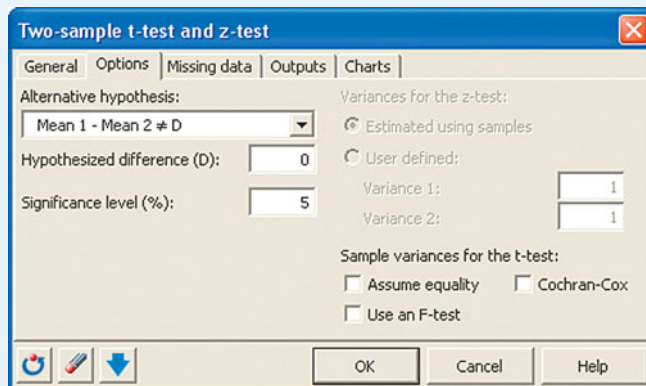 Two-sample t-test and z-test
General Options Missing data Outputs Charts
Alternative hypothesis:
Mean 1 - Mean 2 ≠ D
Hypothesized difference (D): 0
Significance level (%): 5
Variances for the z-test:
Estimated using samples
User defined:
Variance 1: 1
Variance 2: 1
Sample variances for the t-test:
Assume equality Cochran-Cox
Use an F-test
OK Cancel Help